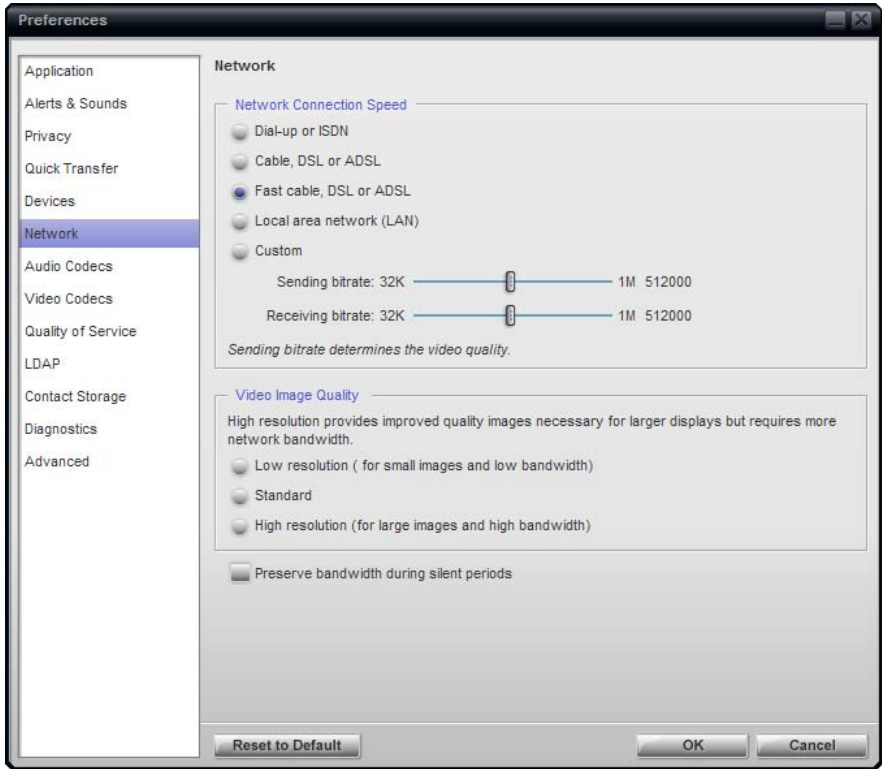 Preferences
Application
Alerts & Sounds
Privacy
Quick Transfer
Devices
Network
Audio Codecs
Video Codecs
Quality of Service
LDAP
Contact Storage
Diagnostics
Advanced
Network
Network Connection Speed
Dial-up or ISDN
Cable, DSL or ADSL
Fast cable, DSL or ADSL
Local area network (LAN)
Custom
Sending bitrate: 32K 1M 512000
Receiving bitrate: 32K 1M 512000
Sending bitrate determines the video quality.
Video Image Quality
High resolution provides improved quality images necessary for larger displays but requires more
network bandwidth.
Low resolution ( for small images and low bandwidth)
Standard
High resolution (for large images and high bandwidth)
Preserve bandwidth during silent periods
Reset to Default
OK
Cancel